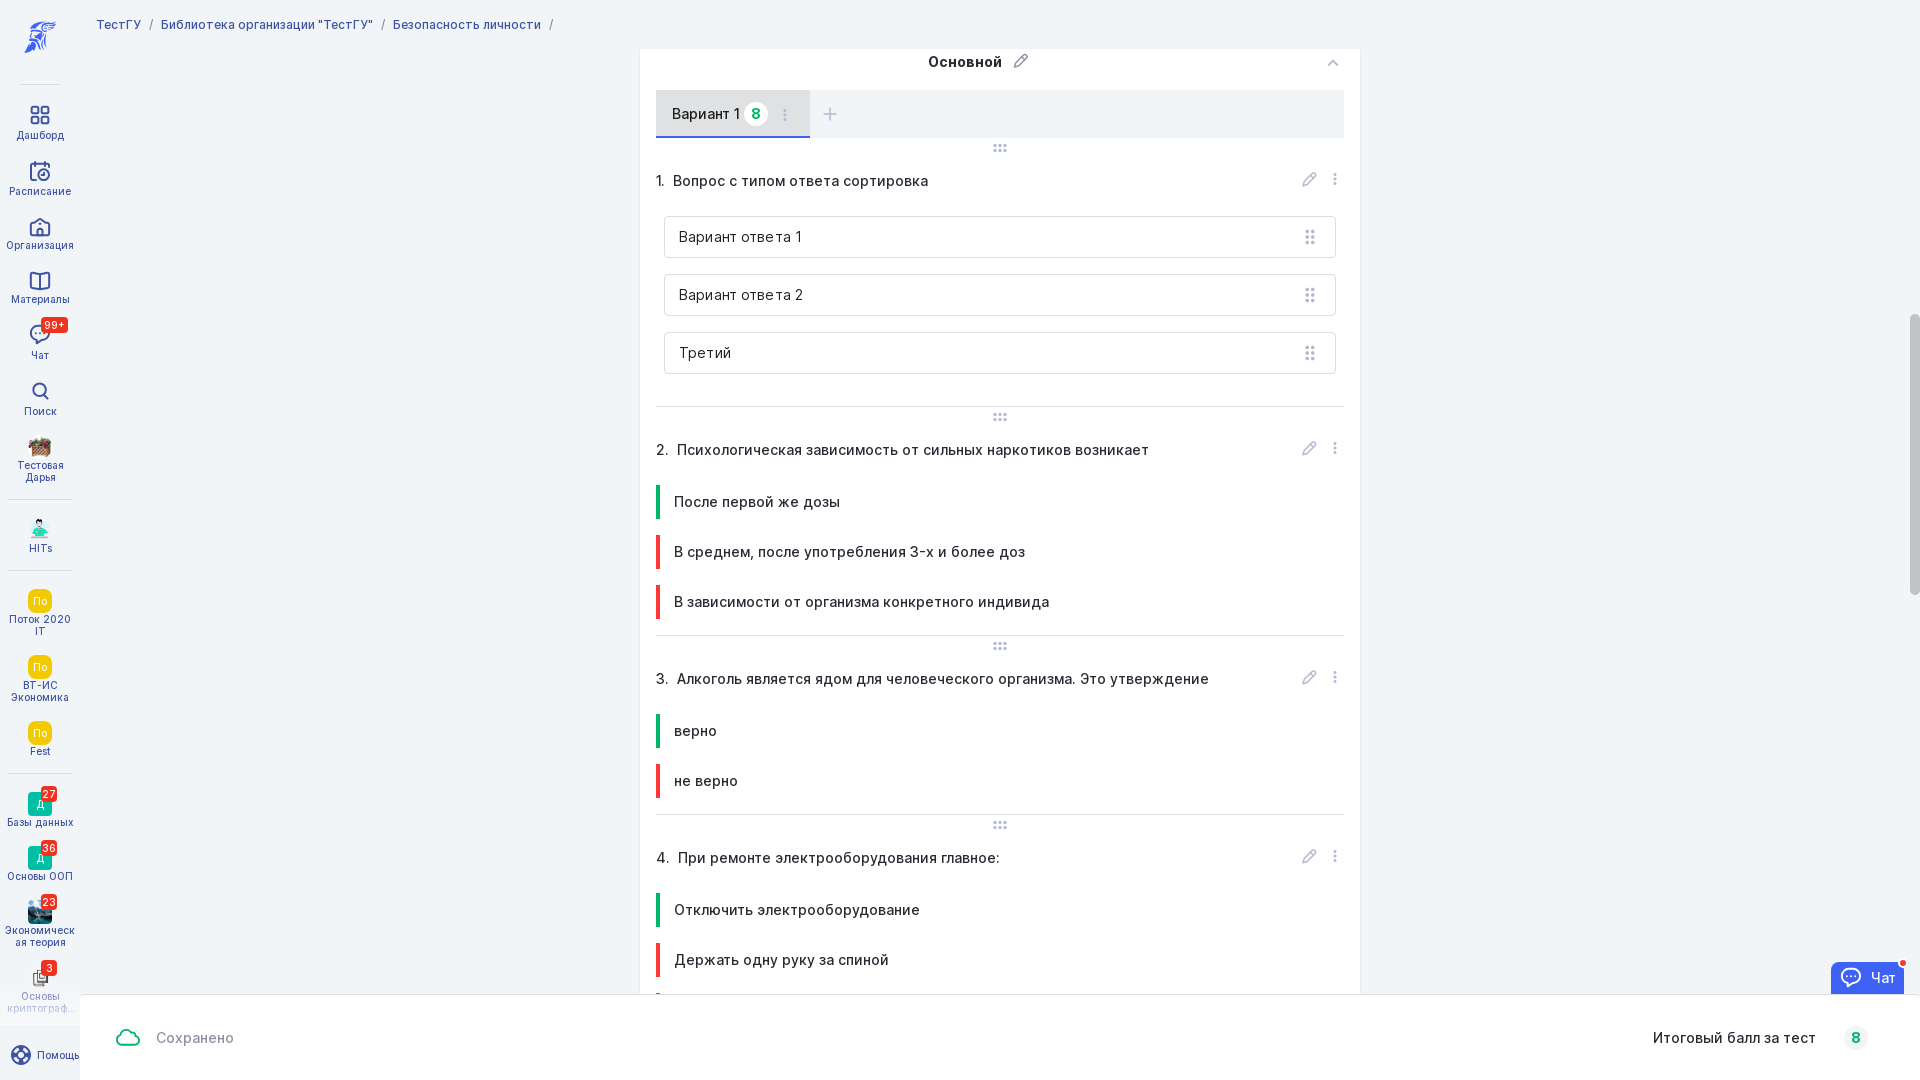 ТестГУ / Библиотека организации "ТестГУ" / Безопасность личности /
Дашборд
Расписание
Организация
Материалы
99+
Чат
Поиск
Тестовая
Дарья
HITs
По
Поток 2020
IT
По
ВТ-ИС
Экономика
По
Fest
27
Д
Базы данных
36
Д
Основы ООП
23
Экономическ
ая теория
3
Основы
криптограф...
Помощь
Основной
Вариант 1 8
1. Вопрос с типом ответа сортировка
Вариант ответа 1
Вариант ответа 2
Третий
2. Психологическая зависимость от сильных наркотиков возникает
После первой же дозы
В среднем, после употребления 3-х и более доз
В зависимости от организма конкретного индивида
3. Алкоголь является ядом для человеческого организма. Это утверждение
верно
не верно
4. При ремонте электрооборудования главное:
Отключить электрооборудование
Держать одну руку за спиной
Чат
Сохранено
Итоговый балл за тест 8